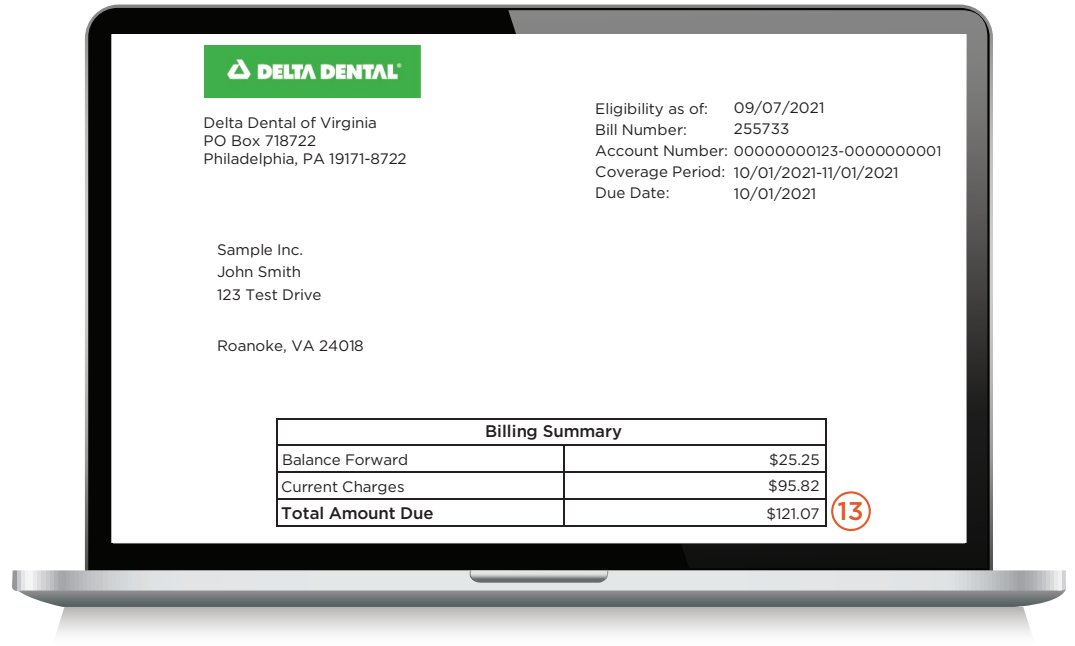 DELTA DENTAL®
Delta Dental of Virginia
PO Box 718722
Philadelphia, PA 19171-8722
Eligibility as of: 09/07/2021
Bill Number: 255733
Account Number: 00000000123-0000000001
Coverage Period: 10/01/2021-11/01/2021
Due Date: 10/01/2021
Sample Inc.
John Smith
123 Test Drive
Roanoke, VA 24018
Billing Summary
Balance Forward $25.25
Current Charges $95.82
Total Amount Due $121.07
13